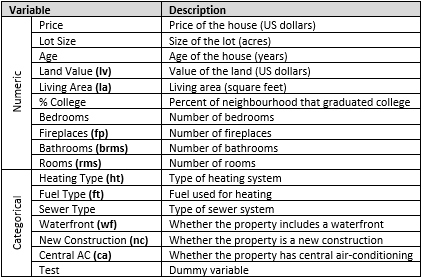 Variable Description
Numeric
Price Price of the house (US dollars)
Lot Size Size of the lot (acres)
Age Age of the house (years)
Land Value (lv) Value of the land (US dollars)
Living Area (la) Living area (square feet)
% College Percent of neighbourhood that graduated college
Bedrooms Number of bedrooms
Fireplaces (fp) Number of fireplaces
Bathrooms (brms) Number of bathrooms
Rooms (rms) Number of rooms
Categorical
Heating Type (ht) Type of heating system
Fuel Type (ft) Fuel used for heating
Sewer Type Type of sewer system
Waterfront (wf) Whether the property includes a waterfront
New Construction (nc) Whether the property is a new construction
Central AC (ca) Whether the property has central air-conditioning
Test Dummy variable